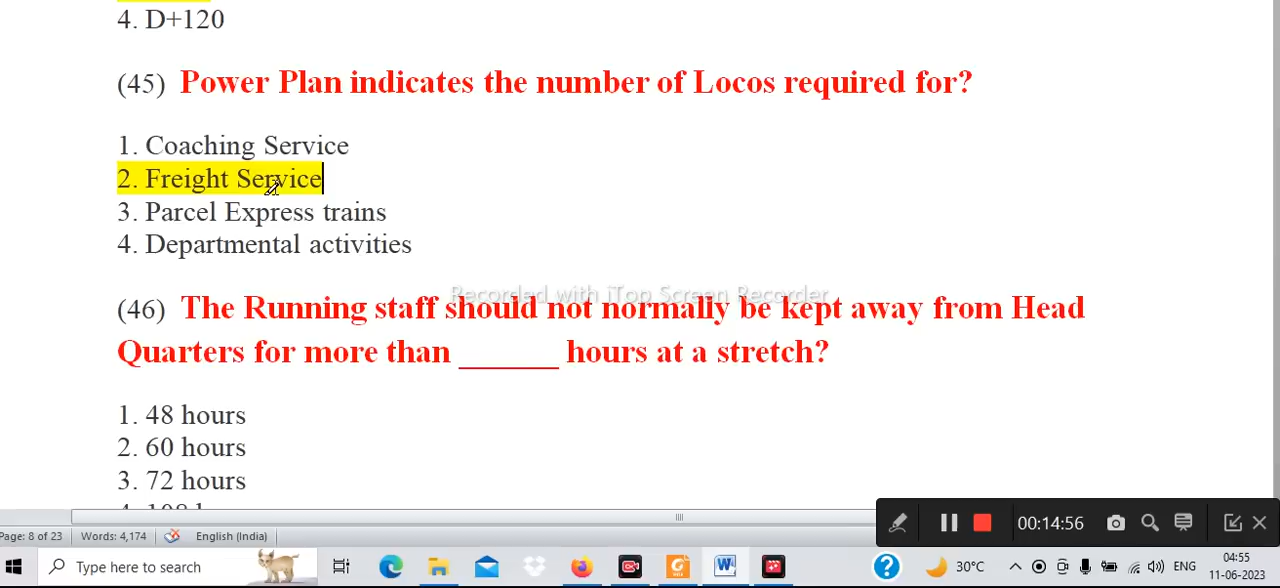 4. D+120
(45) Power Plan indicates the number of Locos required for?
1. Coaching Service
2. Freight Service
3. Parcel Express trains
4. Departmental activities
Recorded with iTop Screen Recorder
(46) The Running staff should not normally be kept away from Head
Quarters for more than ______ hours at a stretch?
1. 48 hours
2. 60 hours
3. 72 hours
00:14:56
Page: 8 of 23 Words: 4,174 English (India)
Type here to search 30°C ENG 04:55
11-06-2023